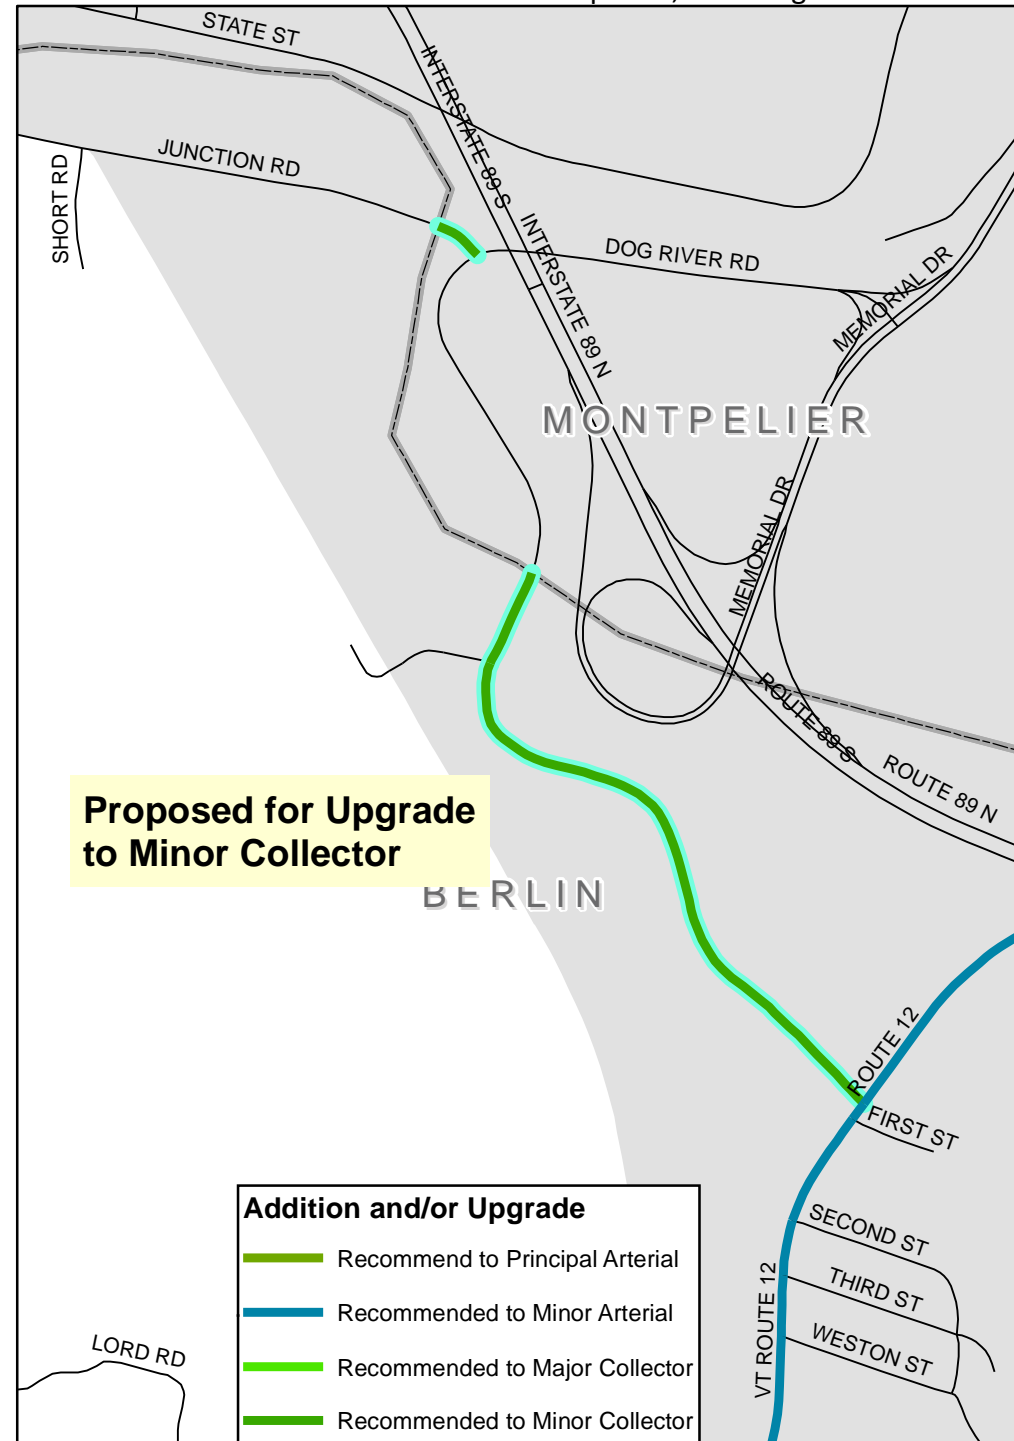 STATE ST
INTERSTATE 89 S
JUNCTION RD
SHORT RD
INTERSTATE 89 N
DOG RIVER RD
MEMORIAL DR
MONTPELIER
MEMORIAL DR
ROUTE 89 S
ROUTE 89 N
Proposed for Upgrade
to Minor Collector
BERLIN
ROUTE 12
FIRST ST
SECOND ST
THIRD ST
WESTON ST
VT ROUTE 12
LORD RD
Addition and/or Upgrade
Recommend to Principal Arterial
Recommended to Minor Arterial
Recommended to Major Collector
Recommended to Minor Collector